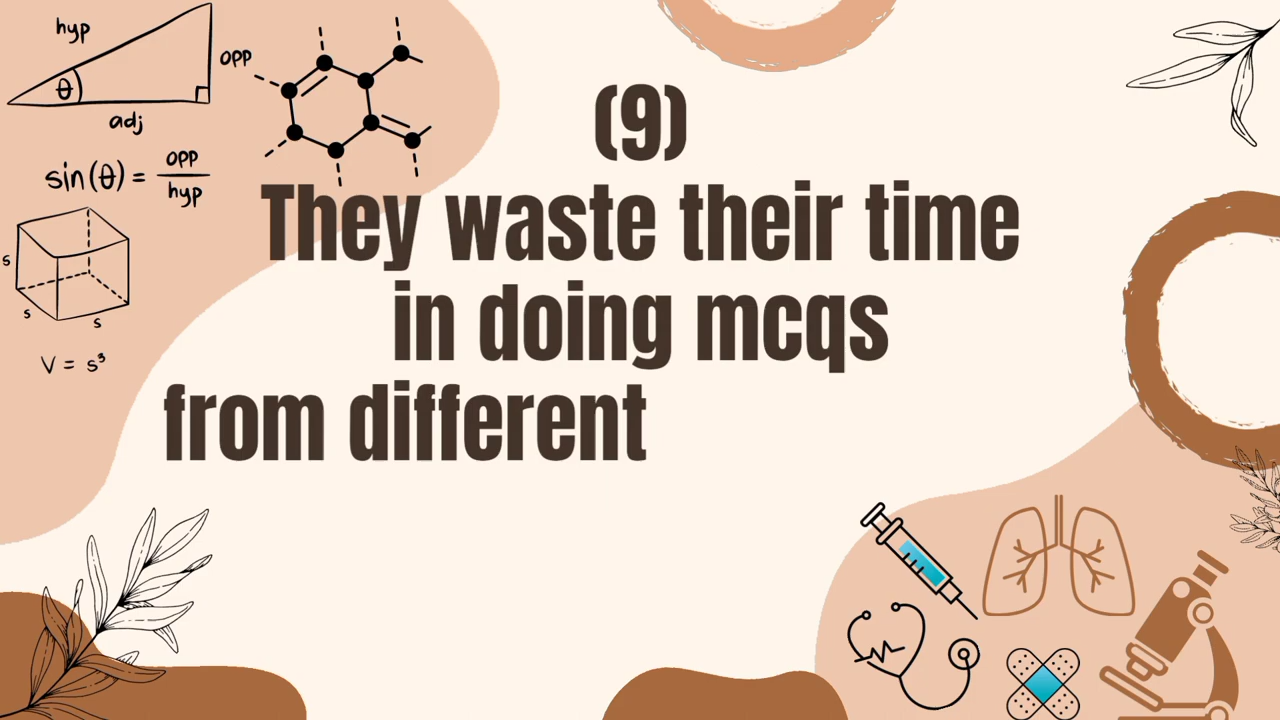 hyp
opp
θ
adj
sin(θ) = opp
hyp
s
s
s
V = s³
(9)
They waste their time
in doing mcqs
from different